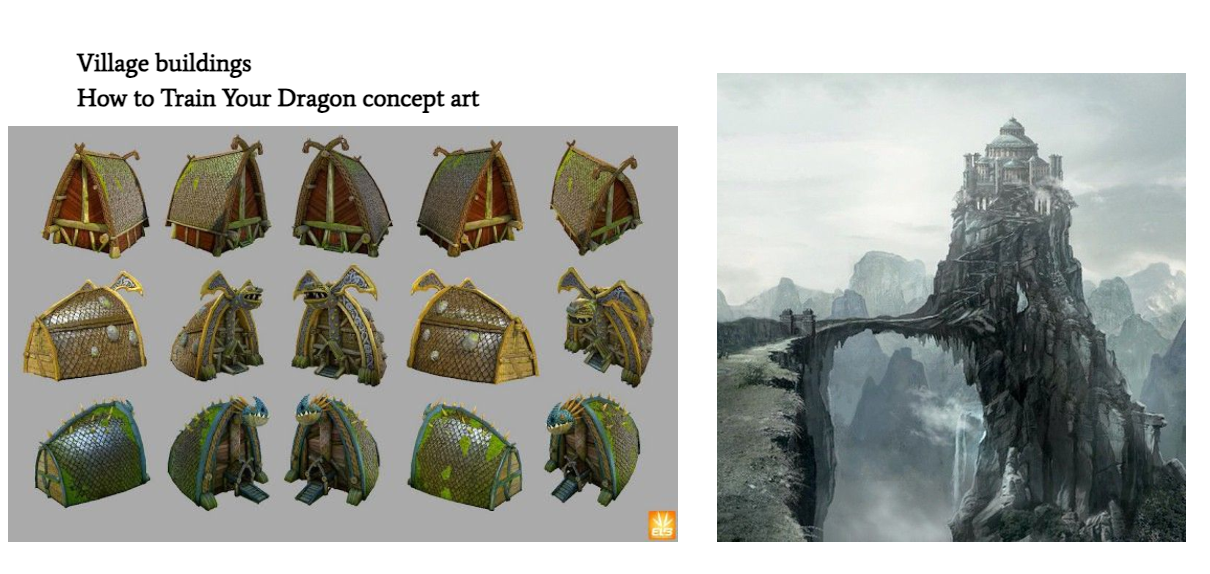 Village buildings
How to Train Your Dragon concept art